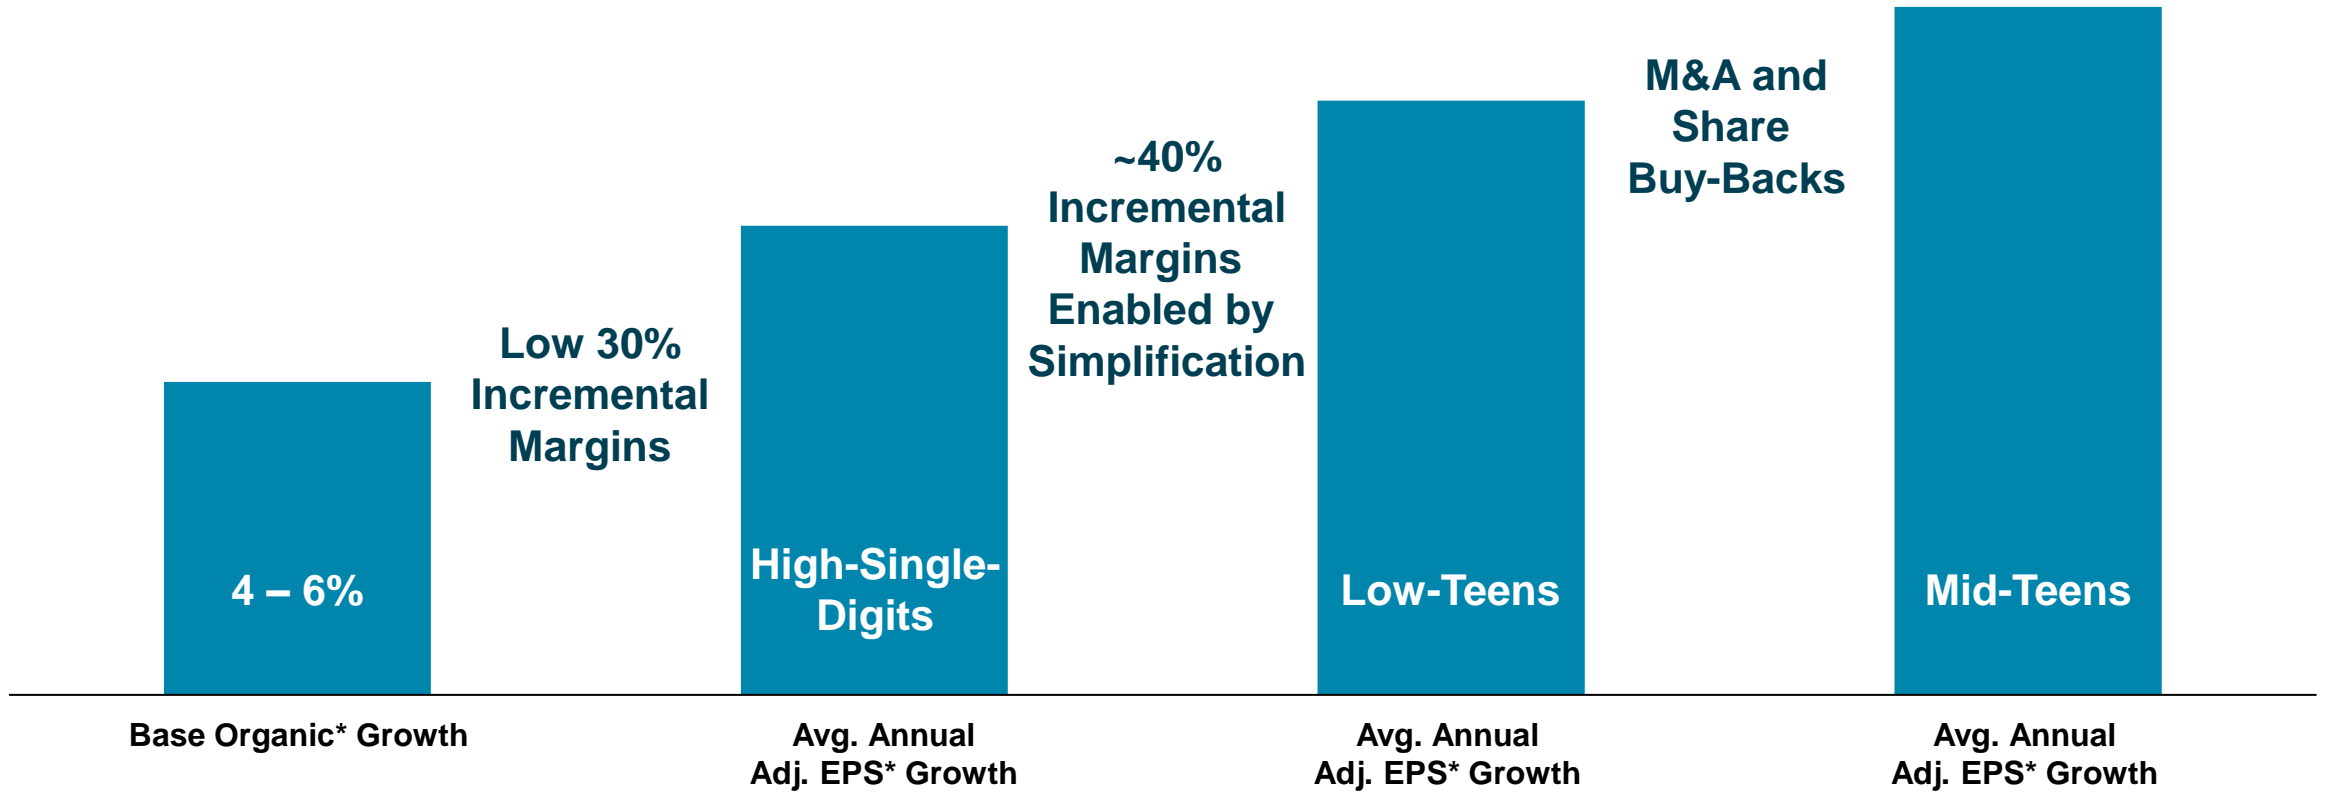 M&A and
Share
Buy-Backs
~40%
Incremental
Margins
Enabled by
Simplification
Low 30%
Incremental
Margins
4 – 6%
High-Single-
Digits
Low-Teens
Mid-Teens
Base Organic* Growth
Avg. Annual
Adj. EPS* Growth
Avg. Annual
Adj. EPS* Growth
Avg. Annual
Adj. EPS* Growth